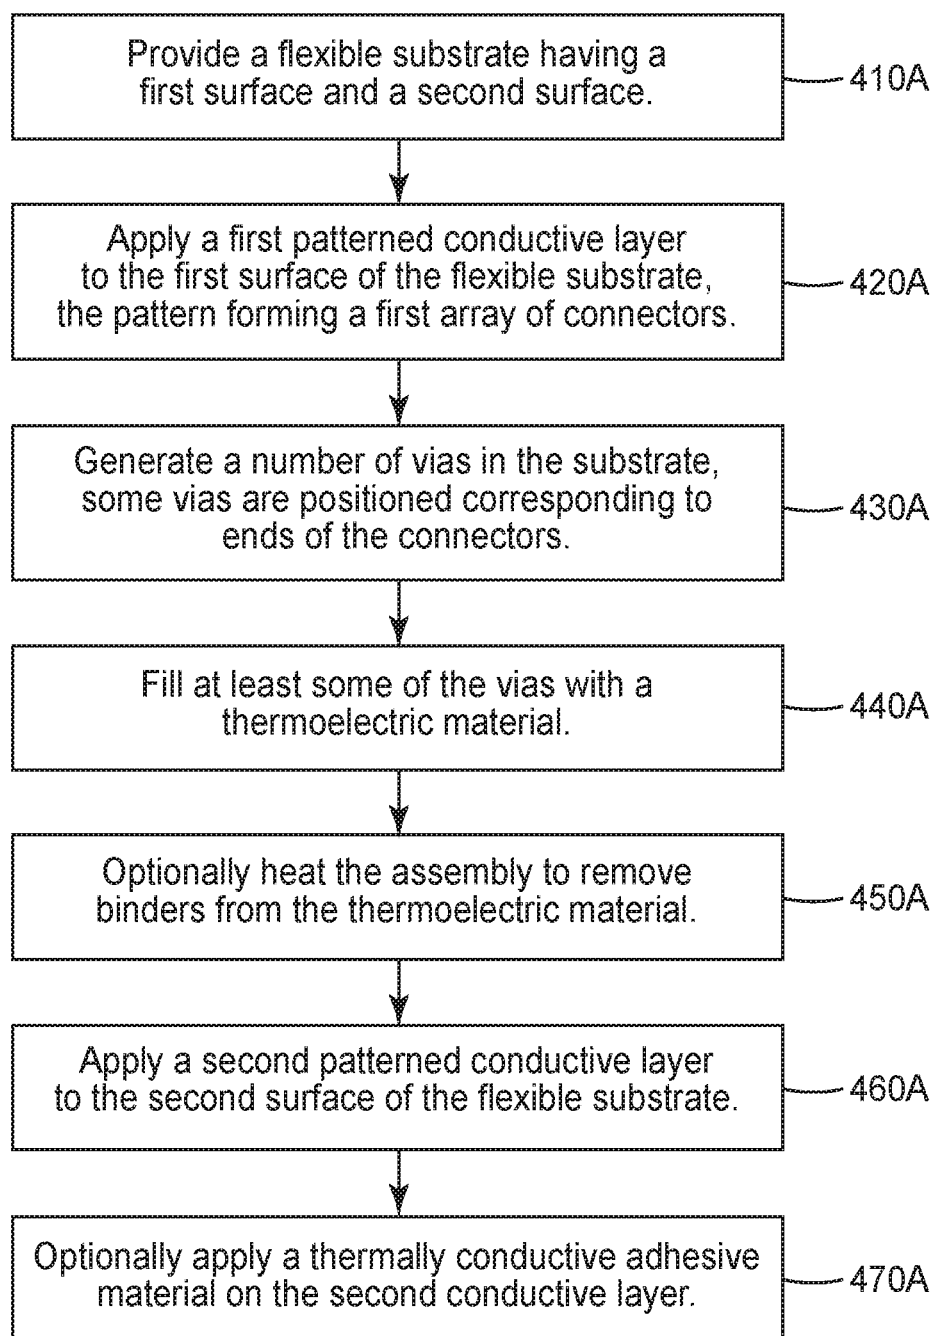 Provide a flexible substrate having a
first surface and a second surface.
410A
Apply a first patterned conductive layer
to the first surface of the flexible substrate,
the pattern forming a first array of connectors.
420A
Generate a number of vias in the substrate,
some vias are positioned corresponding to
ends of the connectors.
430A
Fill at least some of the vias with a
thermoelectric material.
440A
Optionally heat the assembly to remove
binders from the thermoelectric material.
450A
Apply a second patterned conductive layer
to the second surface of the flexible substrate.
460A
Optionally apply a thermally conductive adhesive
material on the second conductive layer.
470A